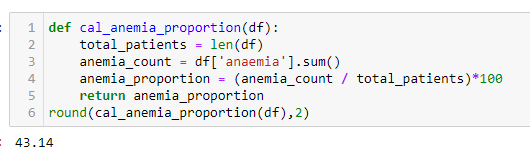 1 def cal_anemia_proportion(df):
2     total_patients = len(df)
3     anemia_count = df['anaemia'].sum()
4     anemia_proportion = (anemia_count / total_patients)*100
5     return anemia_proportion
6 round(cal_anemia_proportion(df),2)
43.14